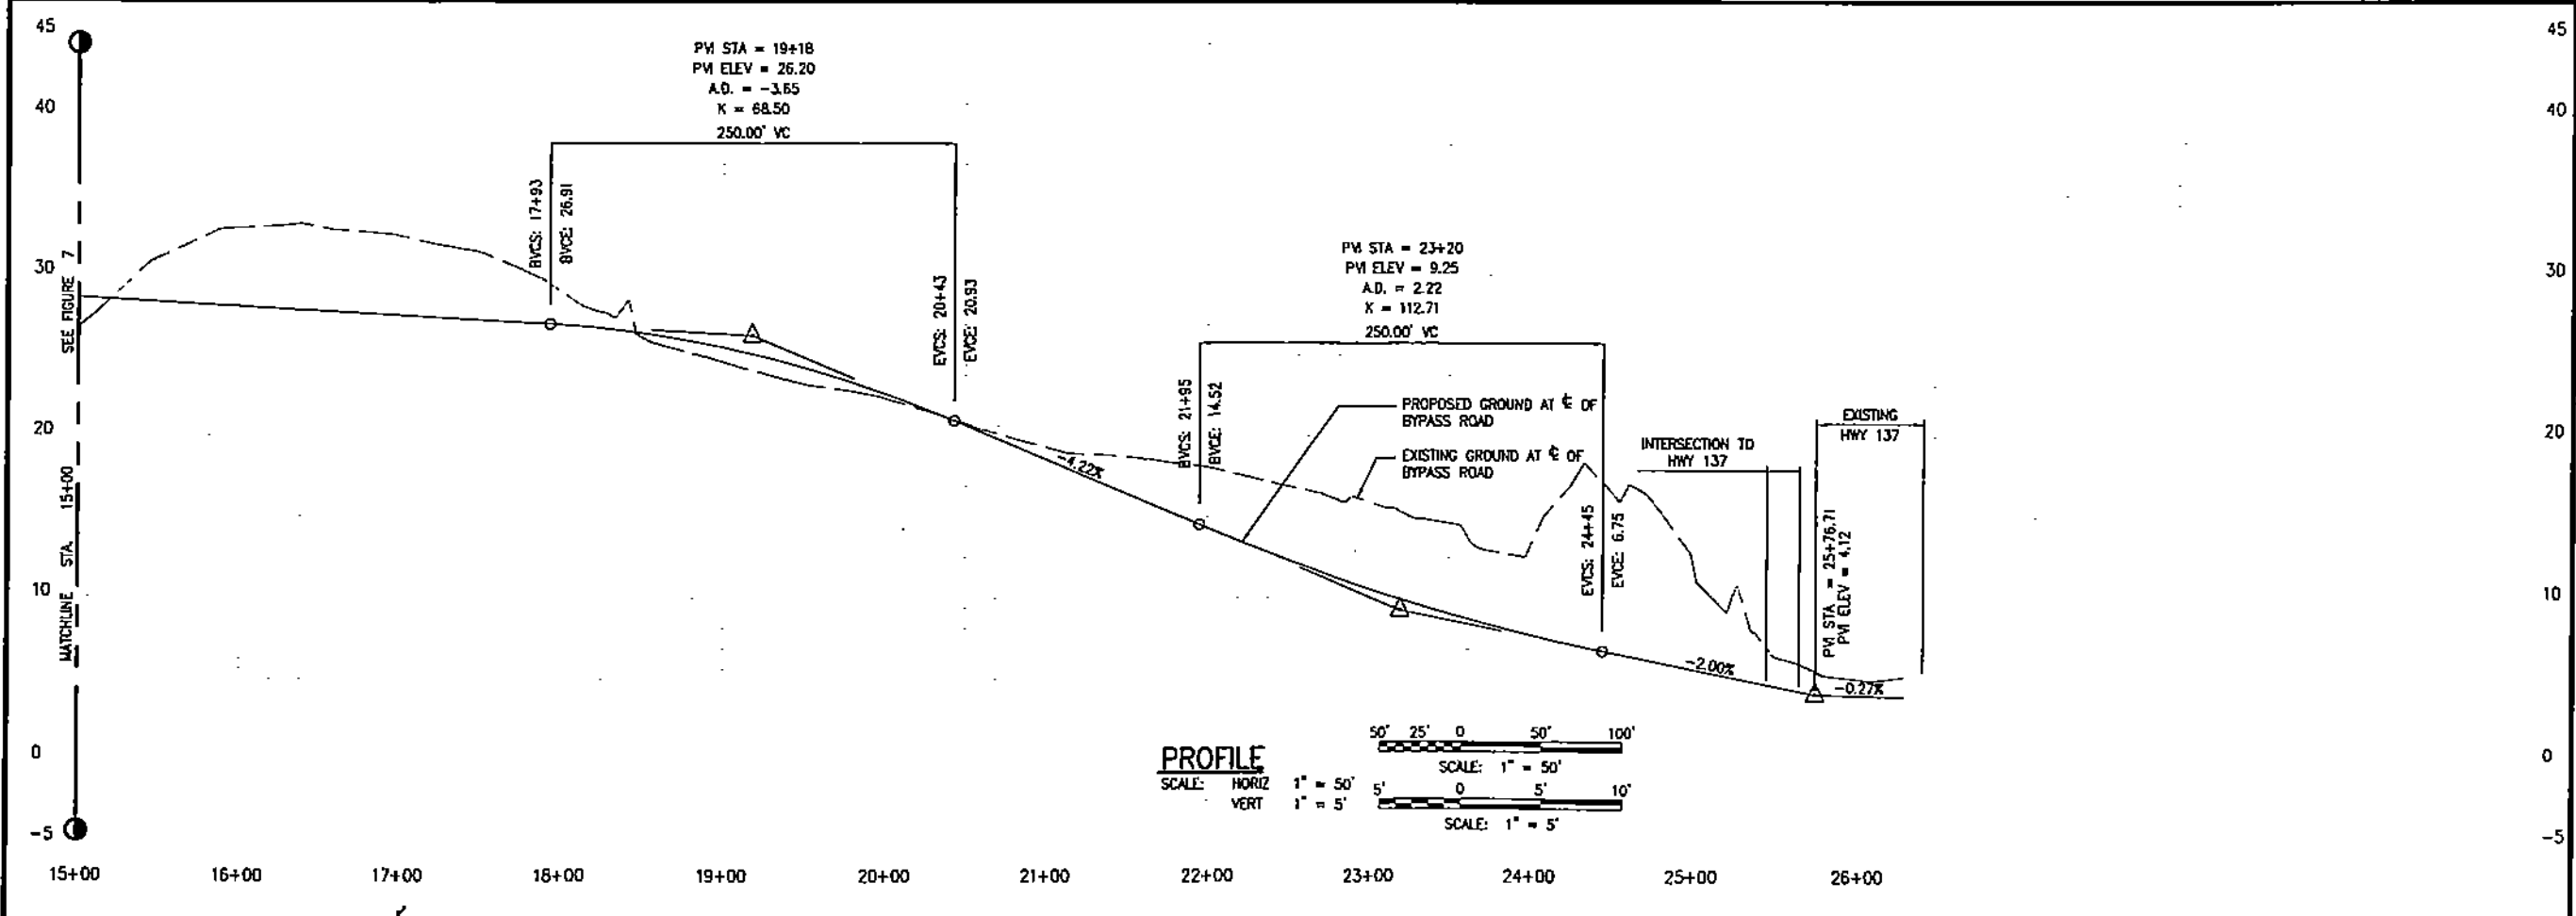 45
40
30
20
10
0
-5
45
40
30
20
10
0
-5
MATCHLINE STA. 15+00
SEE FIGURE 7
PVI STA = 19+18
PVI ELEV = 26.20
A.D. = -3.65
K = 68.50
250.00' VC
BVCS: 17+93
BVCE: 26.91
EVCS: 20+43
EVCE: 20.93
PVI STA = 23+20
PVI ELEV = 9.25
A.D. = 2.22
K = 112.71
250.00' VC
BVCS: 21+95
BVCE: 14.52
EVCS: 24+45
EVCE: 6.75
PROPOSED GROUND AT ℄ OF
BYPASS ROAD
EXISTING GROUND AT ℄ OF
BYPASS ROAD
INTERSECTION TO
HWY 137
EXISTING
HWY 137
PVI STA = 25+76.71
PVI ELEV = 4.12
-4.22%
-2.00%
-0.27%
PROFILE
SCALE: HORIZ 1" = 50'
VERT 1" = 5'
50' 25' 0 50' 100'
SCALE: 1" = 50'
5' 0 5' 10'
SCALE: 1" = 5'
15+00 16+00 17+00 18+00 19+00 20+00 21+00 22+00 23+00 24+00 25+00 26+00